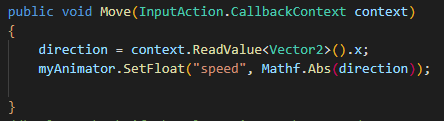 public void Move(InputAction.CallbackContext context)
{
direction = context.ReadValue<Vector2>().x;
myAnimator.SetFloat("speed", Mathf.Abs(direction));
}